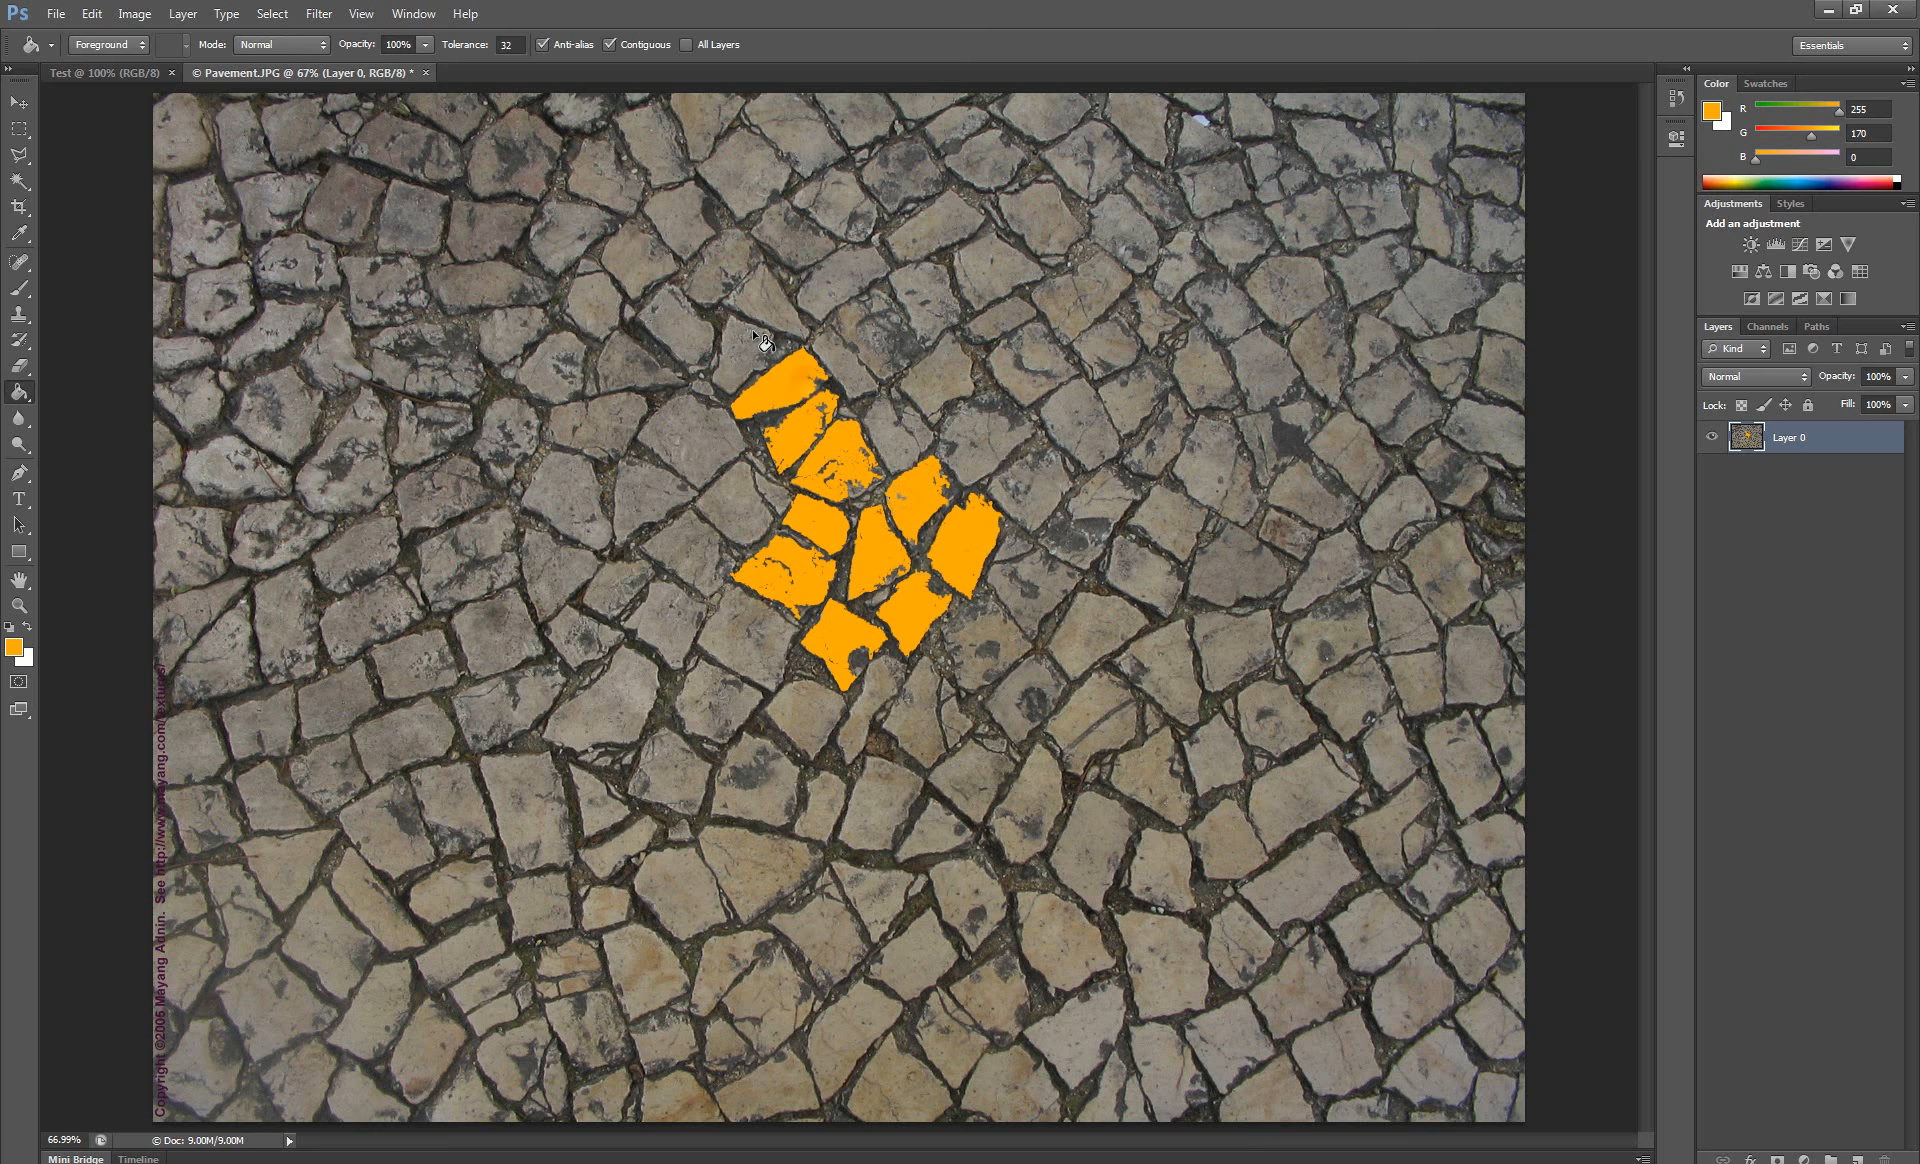 Ps File Edit Image Layer Type Select Filter View Window Help
Foreground Mode: Normal Opacity: 100% Tolerance: 32 Anti-alias Contiguous All Layers Essentials
Test @ 100% (RGB/8) × © Pavement.JPG @ 67% (Layer 0, RGB/8) * ×
Color Swatches
R 255
G 170
B 0
Adjustments Styles
Add an adjustment
Layers Channels Paths
Kind
Normal Opacity: 100%
Lock: Fill: 100%
Layer 0
Copyright ©2005 Mayang Adnin. See http://www.mayang.com/textures/
66.99% © Doc: 9.00M/9.00M
Mini Bridge Timeline